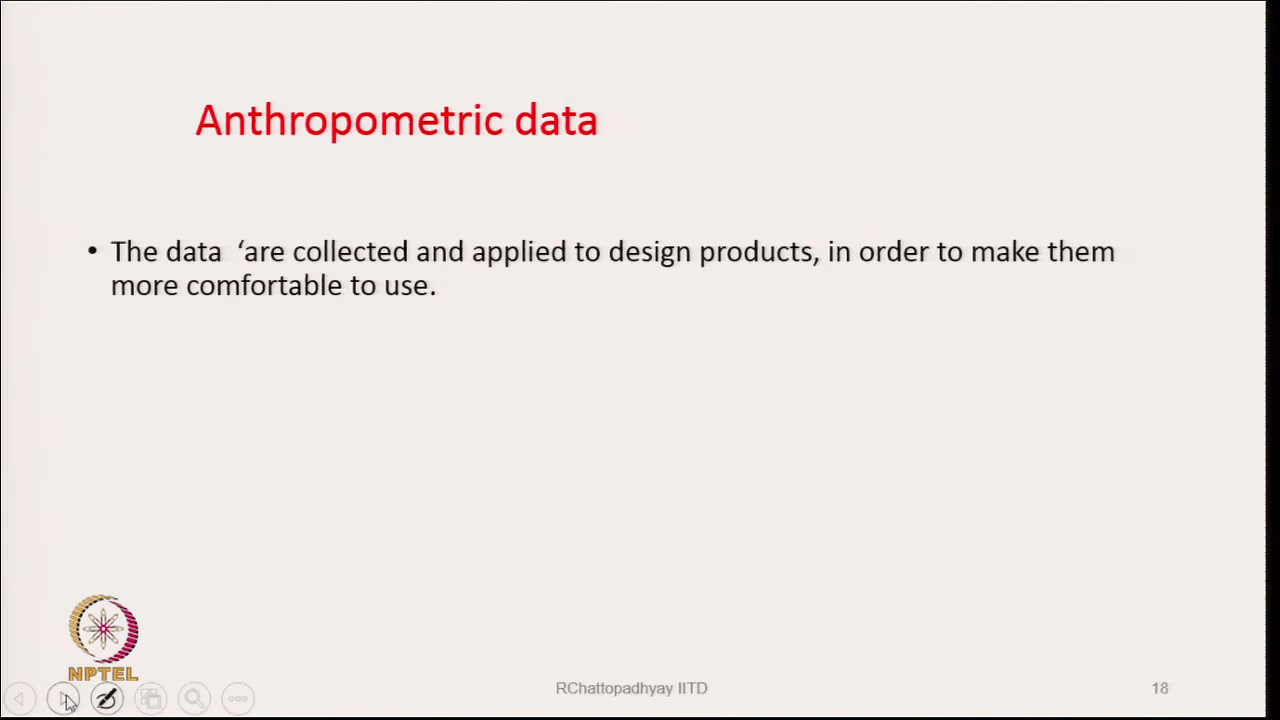 Anthropometric data
• The data ‘are collected and applied to design products, in order to make them
more comfortable to use.
NPTEL
RChattopadhyay IITD
18